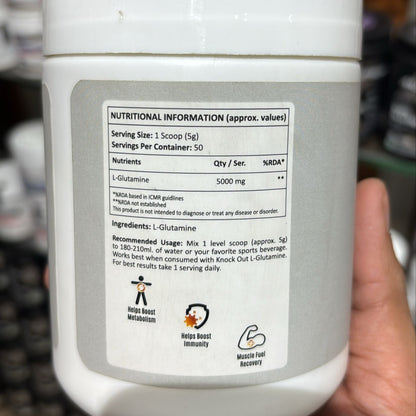 NUTRITIONAL INFORMATION (approx. values)
Serving Size: 1 Scoop (5g)
Servings Per Container: 50
Nutrients Qty / Ser. %RDA*
L-Glutamine 5000 mg **
*NRDA based in ICMR guidlines
**NRDA not established
This product is not intended to diagnose or treat any disease or disorder.
Ingredients: L-Glutamine
Recommended Usage: Mix 1 level scoop (approx. 5g)
to 180-210ml. of water or your favorite sports beverage.
Works best when consumed with Knock Out L-Glutamine.
For best results take 1 serving daily.
Helps Boost
Metabolism
Helps Boost
Immunity
Muscle Fuel
Recovery